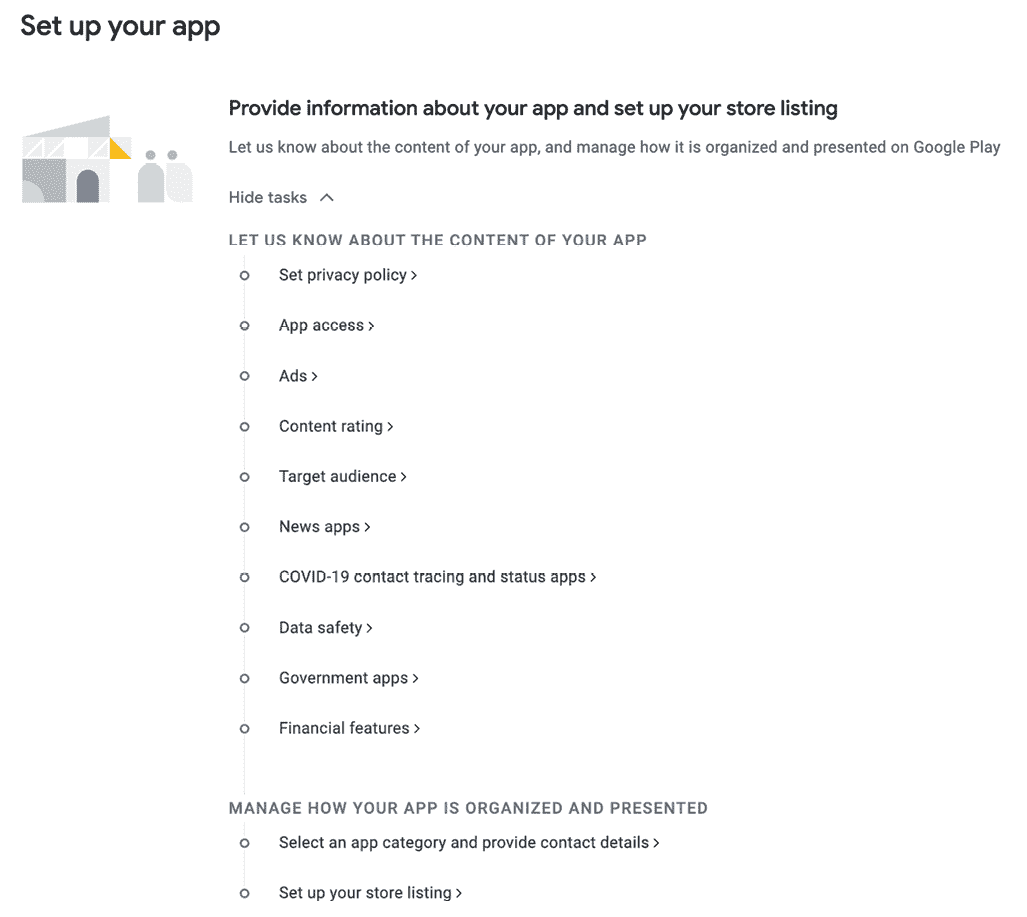 Set up your app
Provide information about your app and set up your store listing
Let us know about the content of your app, and manage how it is organized and presented on Google Play
Hide tasks
LET US KNOW ABOUT THE CONTENT OF YOUR APP
Set privacy policy >
App access >
Ads >
Content rating >
Target audience >
News apps >
COVID-19 contact tracing and status apps >
Data safety >
Government apps >
Financial features >
MANAGE HOW YOUR APP IS ORGANIZED AND PRESENTED
Select an app category and provide contact details >
Set up your store listing >